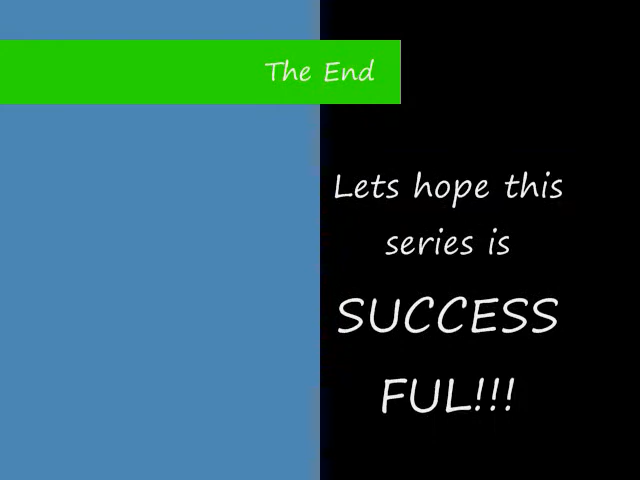 The End
Lets hope this
series is
SUCCESS
FUL!!!